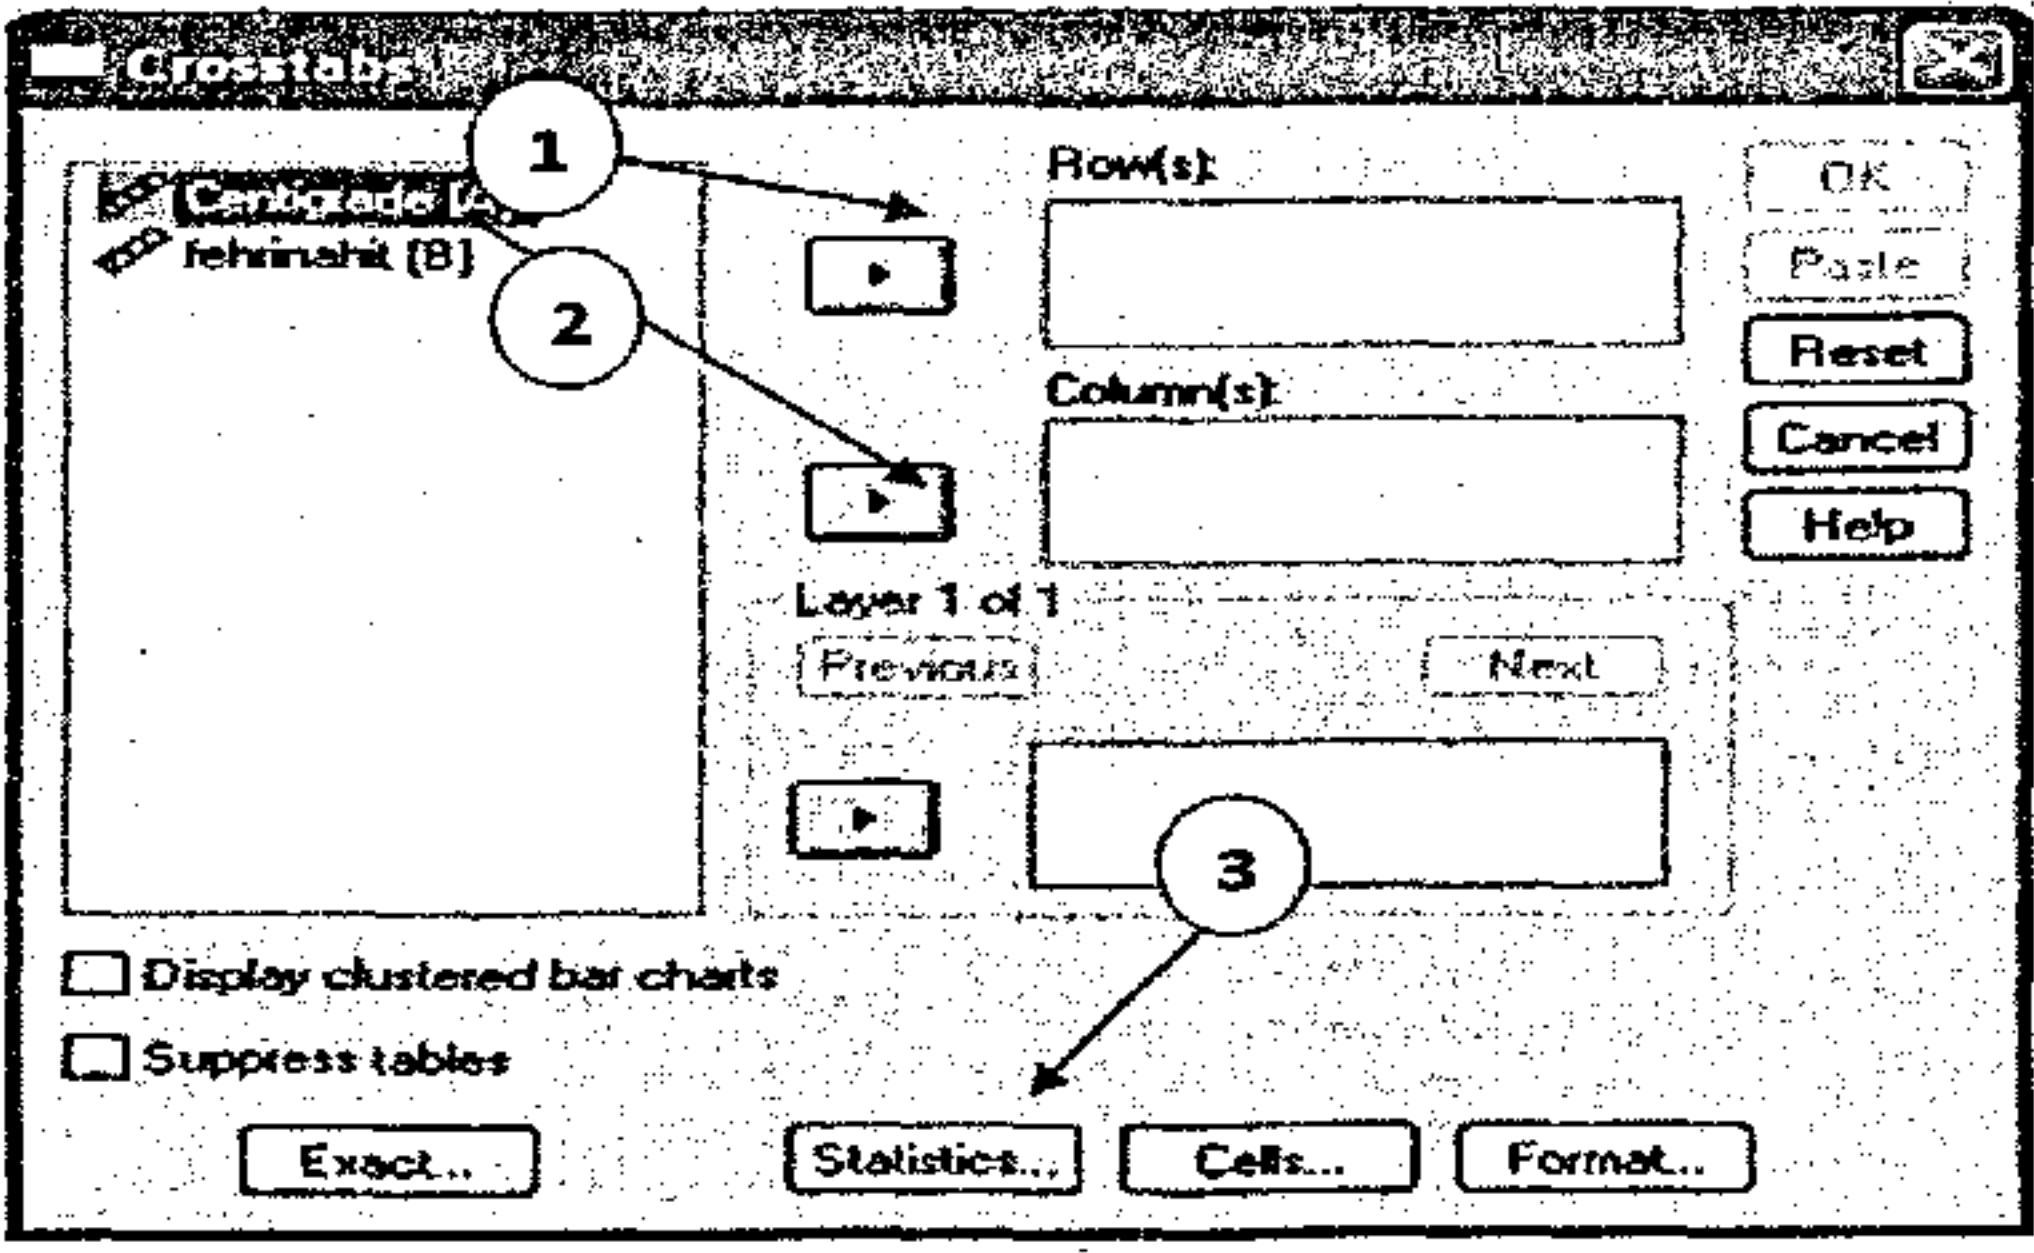 Crosstabs
1
Row(s):
OK
Centigrade [A]
fehrinahit [B]
Paste
2
Reset
Column(s):
Cancel
Help
Layer 1 of 1
Previous
Next
3
Display clustered bar charts
Suppress tables
Exact...
Statistics...
Cells...
Format...